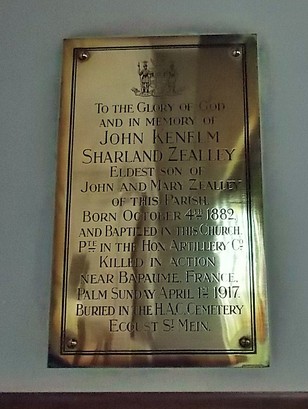 To the Glory of God
and in memory of
John Kenelm
Sharland Zealley
Eldest son of
John and Mary Zealley
of this Parish.
Born October 4th 1882,
and Baptized in this Church.
Pte in the Hon. Artillery Co.
Killed in action
near Bapaume, France,
Palm Sunday April 1st 1917.
Buried in the H.A.C. Cemetery
Ecoust St Mein.